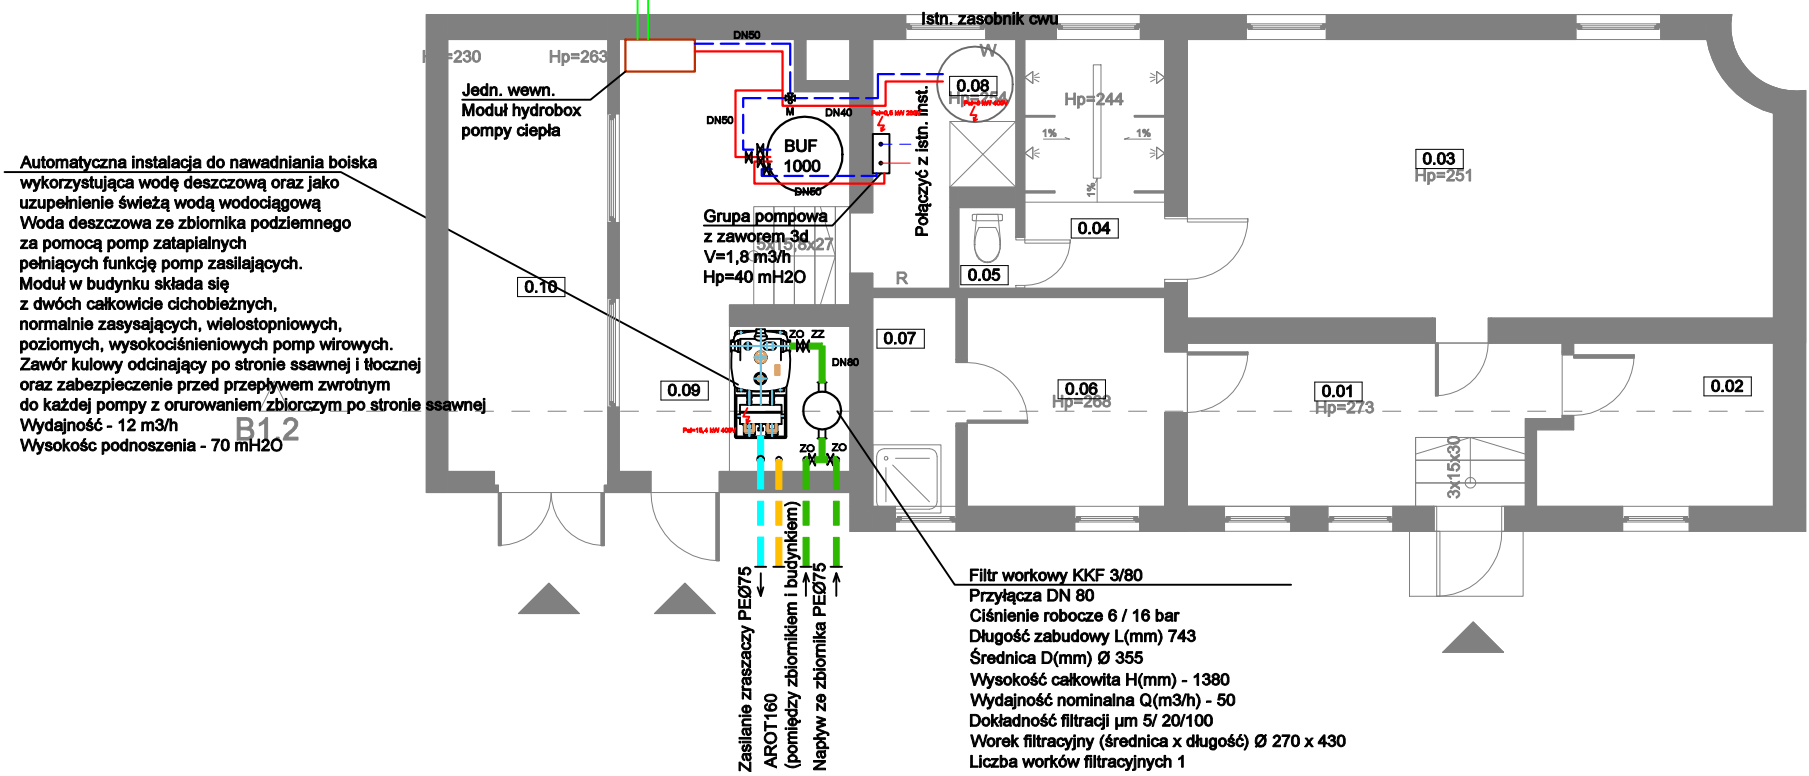 Istn. zasobnik cwu
DN50
Hp=230
Hp=263
W
Jedn. wewn.
Moduł hydrobox
pompy ciepła
M
DN40
DN50
BUF
1000
DN50
0.08
Hp=254
Połączyć z istn. inst.
Hp=244
1%
1%
1%
0.03
Hp=251
Automatyczna instalacja do nawadniania boiska
wykorzystująca wodę deszczową oraz jako
uzupełnienie świeżą wodą wodociągową
Woda deszczowa ze zbiornika podziemnego
za pomocą pomp zatapialnych
pełniących funkcję pomp zasilających.
Moduł w budynku składa się
z dwóch całkowicie cichobieżnych,
normalnie zasysających, wielostopniowych,
poziomych, wysokociśnieniowych pomp wirowych.
Zawór kulowy odcinający po stronie ssawnej i tłocznej
oraz zabezpieczenie przed przepływem zwrotnym
do każdej pompy z orurowaniem zbiorczym po stronie ssawnej
Wydajność - 12 m3/h
Wysokośc podnoszenia - 70 mH2O
B1.2
Grupa pompowa
z zaworem 3d
V=1,8 m3/h
Hp=40 mH2O
5x15.8x27
R
0.04
0.05
0.10
0.07
ZO
ZZ
DN80
0.09
0.06
Hp=268
0.01
Hp=273
0.02
ZO
ZO
3x15x30
Zasilanie zraszaczy PEØ75
AROT160
(pomiędzy zbiornikiem i budynkiem)
Napływ ze zbiornika PEØ75
Filtr workowy KKF 3/80
Przyłącza DN 80
Ciśnienie robocze 6 / 16 bar
Długość zabudowy L(mm) 743
Średnica D(mm) Ø 355
Wysokość całkowita H(mm) - 1380
Wydajność nominalna Q(m3/h) - 50
Dokładność filtracji µm 5/ 20/100
Worek filtracyjny (średnica x długość) Ø 270 x 430
Liczba worków filtracyjnych 1